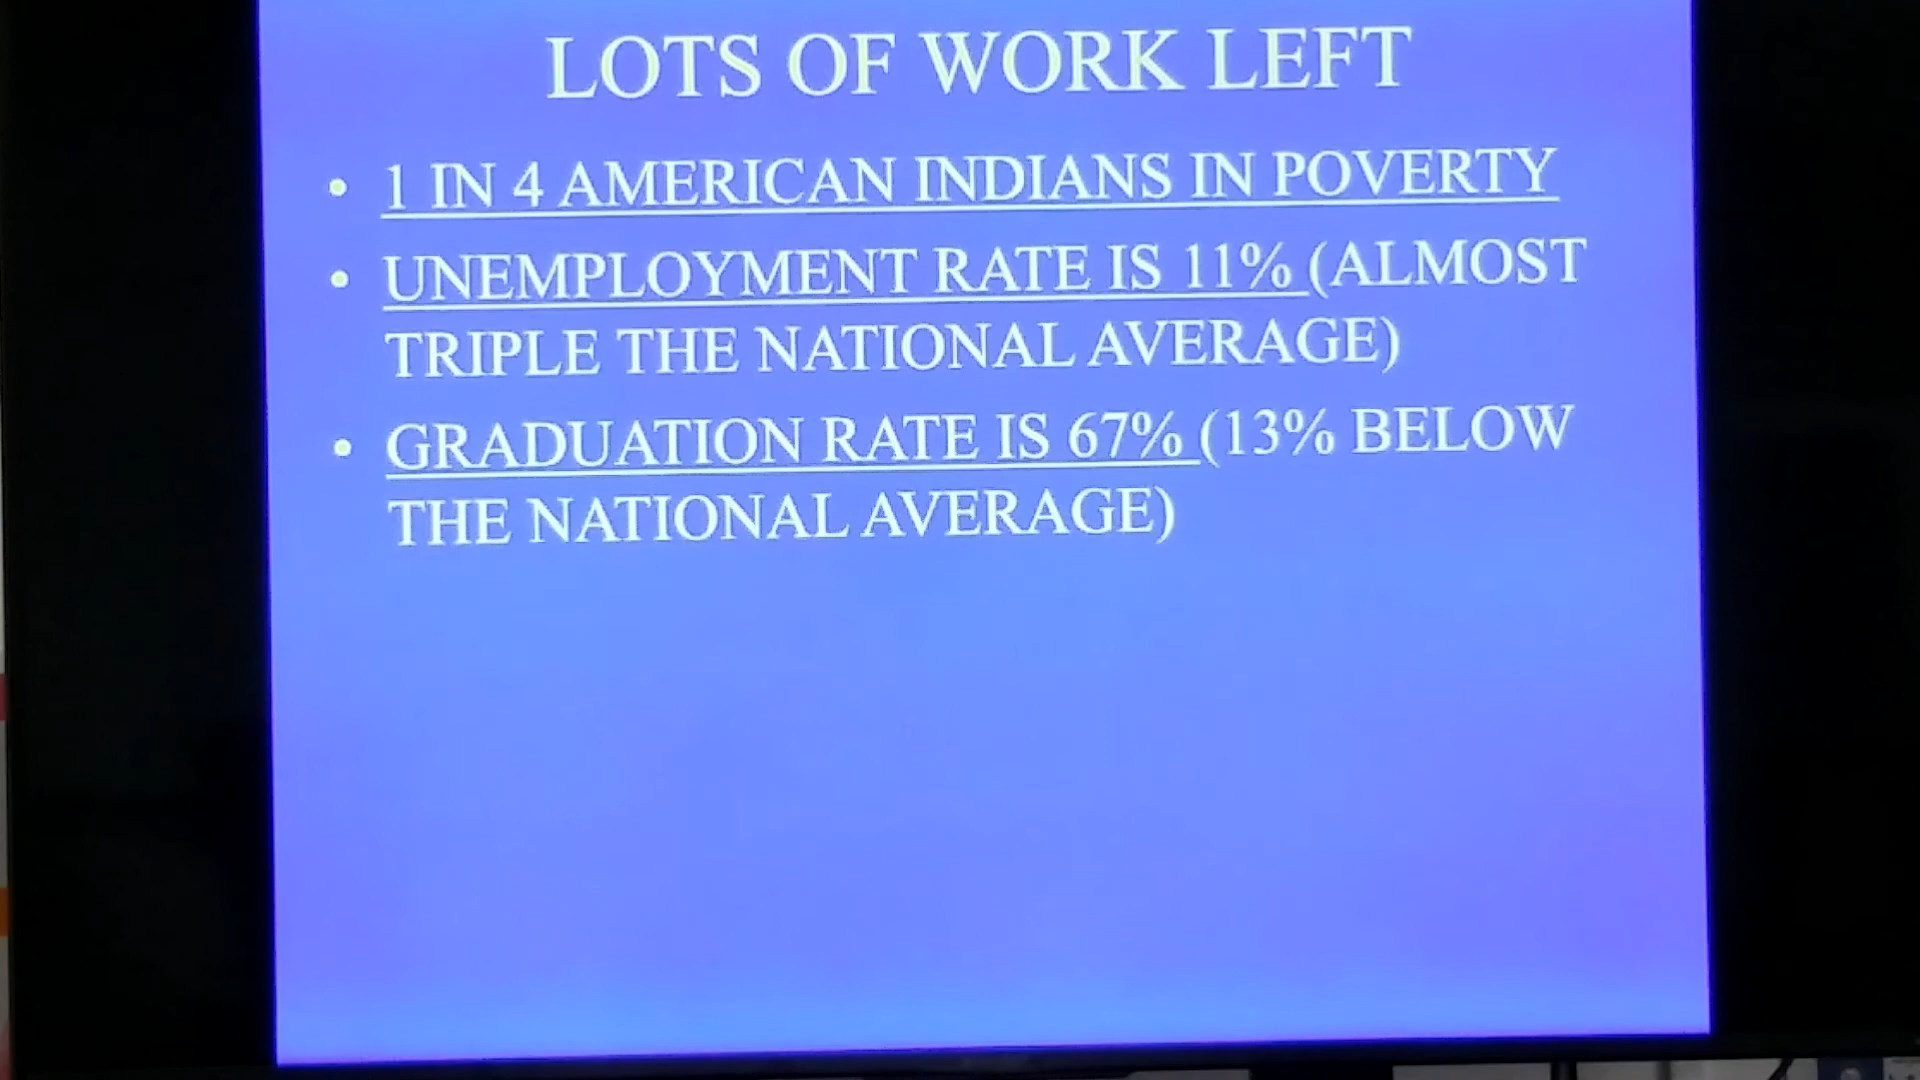 LOTS OF WORK LEFT
• 1 IN 4 AMERICAN INDIANS IN POVERTY
• UNEMPLOYMENT RATE IS 11% (ALMOST
TRIPLE THE NATIONAL AVERAGE)
• GRADUATION RATE IS 67% (13% BELOW
THE NATIONAL AVERAGE)